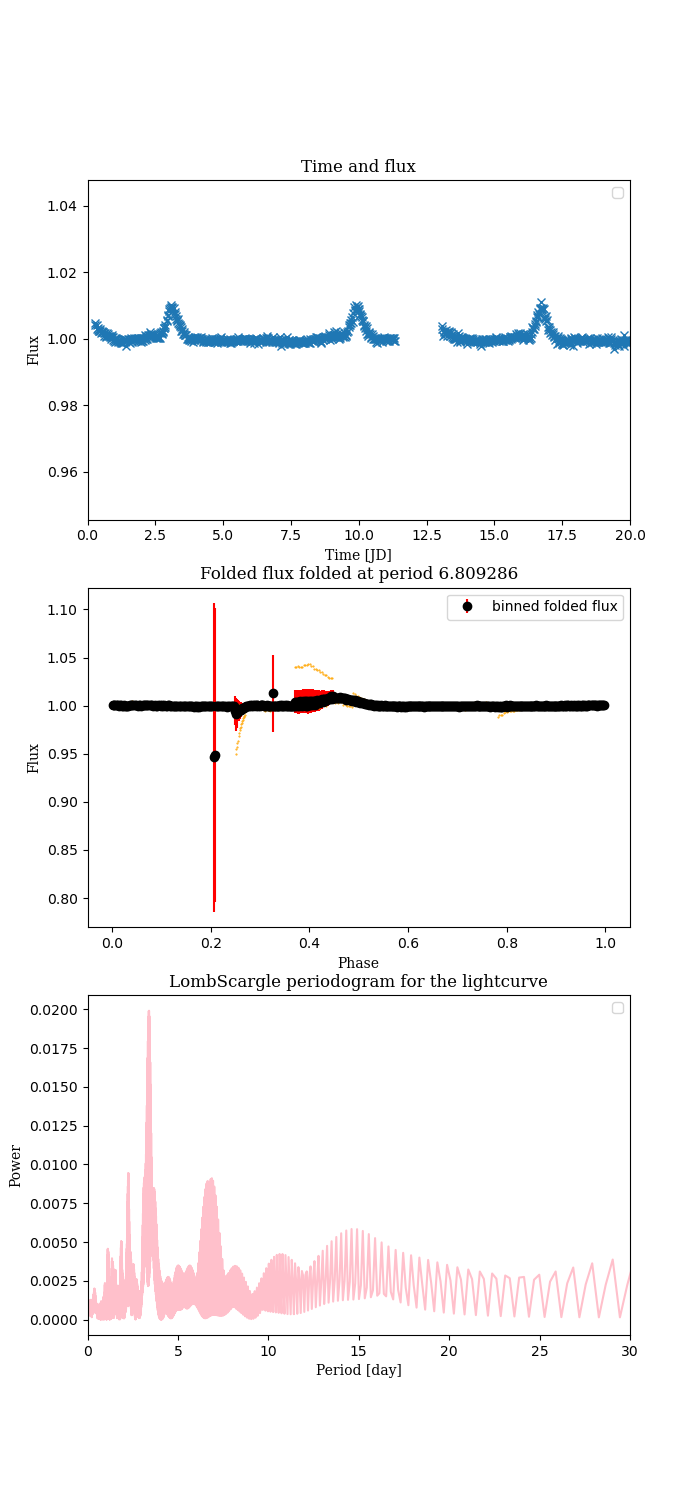 Time and flux
1.04
1.02
1.00
0.98
0.96
Flux
0.0 2.5 5.0 7.5 10.0 12.5 15.0 17.5 20.0
Time [JD]
Folded flux folded at period 6.809286
binned folded flux
1.10
1.05
1.00
0.95
0.90
0.85
0.80
Flux
0.0 0.2 0.4 0.6 0.8 1.0
Phase
LombScargle periodogram for the lightcurve
0.0200
0.0175
0.0150
0.0125
0.0100
0.0075
0.0050
0.0025
0.0000
Power
0 5 10 15 20 25 30
Period [day]